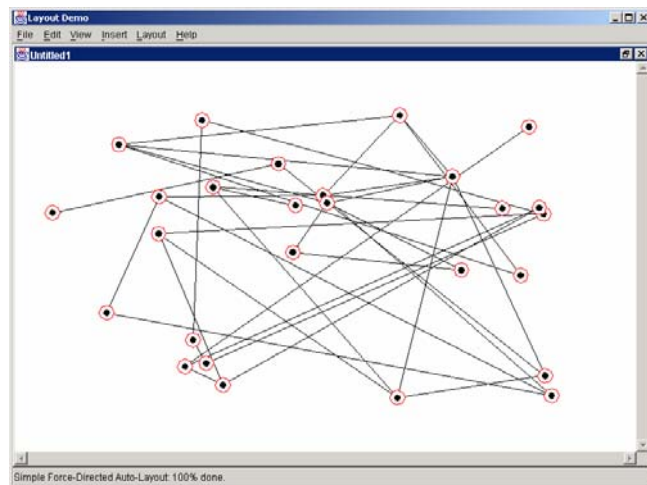 Layout Demo
File Edit View Insert Layout Help
Untitled1
Simple Force-Directed Auto-Layout: 100% done.